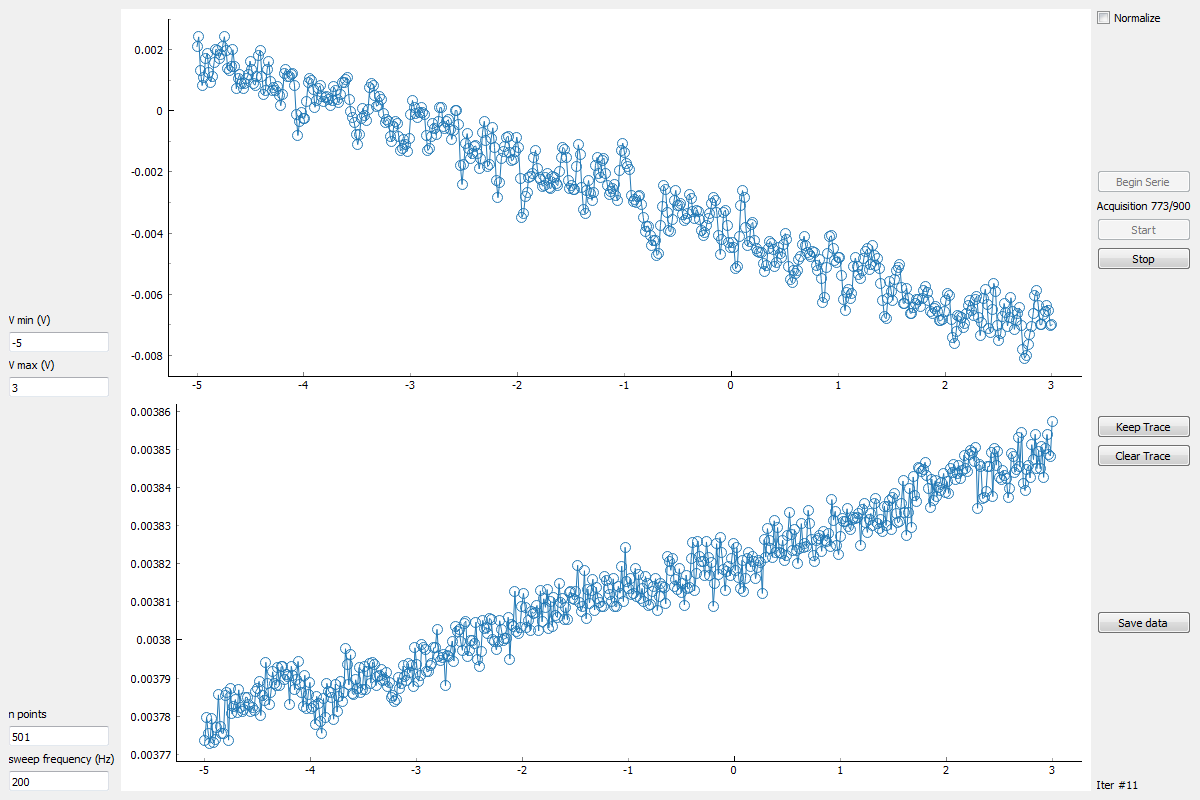 Normalize
0.002
0
-0.002
-0.004
-0.006
-0.008
-5 -4 -3 -2 -1 0 1 2 3
Begin Serie
Acquisition 773/900
Start
Stop
V min (V)
-5
V max (V)
3
0.00386
0.00385
0.00384
0.00383
0.00382
0.00381
0.0038
0.00379
0.00378
0.00377
-5 -4 -3 -2 -1 0 1 2 3
Keep Trace
Clear Trace
Save data
n points
501
sweep frequency (Hz)
200
Iter #11